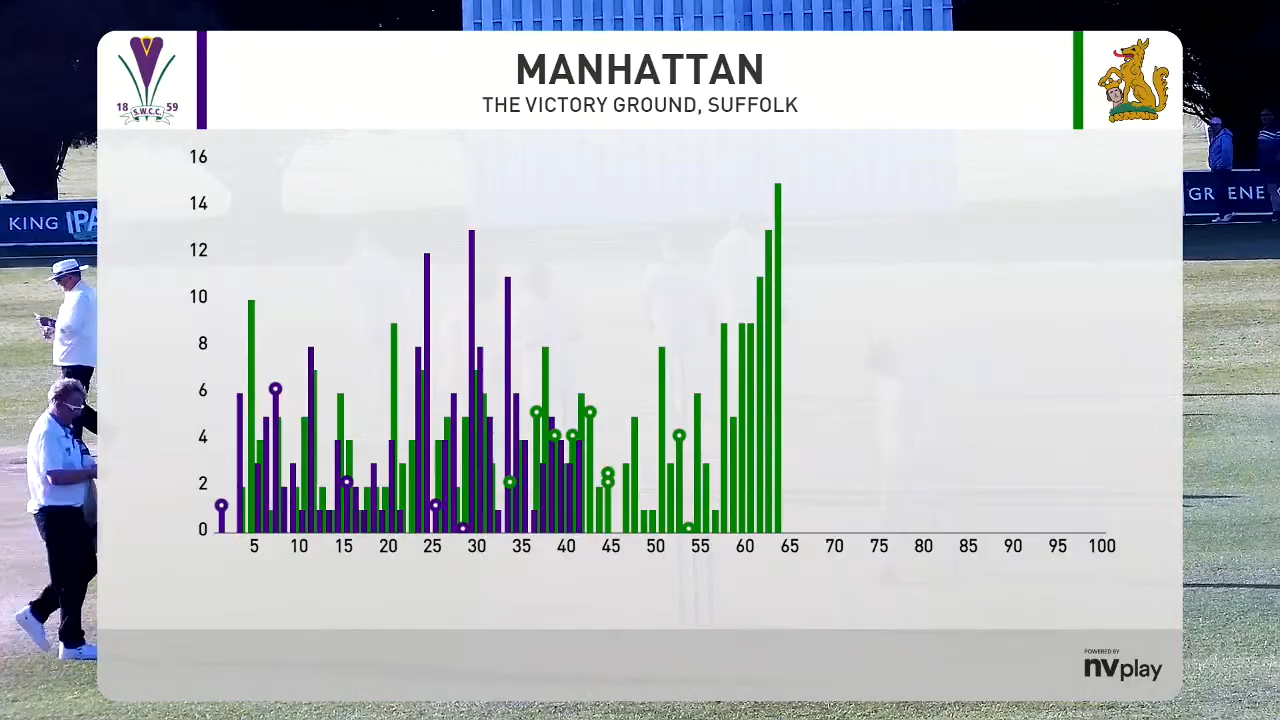 MANHATTAN
THE VICTORY GROUND, SUFFOLK
18 59
S.W.C.C.
16
14
12
10
8
6
4
2
0
5 10 15 20 25 30 35 40 45 50 55 60 65 70 75 80 85 90 95 100
KING IPA
GR ENE
POWERED BY
nvplay